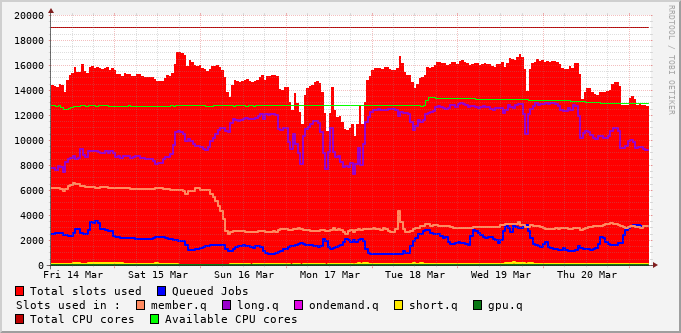 20000
18000
16000
14000
12000
10000
8000
6000
4000
2000
0
Fri 14 Mar Sat 15 Mar Sun 16 Mar Mon 17 Mar Tue 18 Mar Wed 19 Mar Thu 20 Mar
RRDTOOL / TOBI OETIKER
Total slots used Queued Jobs
Slots used in : member.q long.q ondemand.q short.q gpu.q
Total CPU cores Available CPU cores